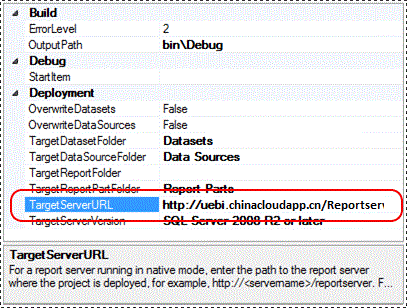 Build
ErrorLevel 2
OutputPath bin\Debug
Debug
StartItem
Deployment
OverwriteDatasets False
OverwriteDataSources False
TargetDatasetFolder Datasets
TargetDataSourceFolder Data Sources
TargetReportFolder
TargetReportPartFolder Report Parts
TargetServerURL http://uebi.chinacloudapp.cn/Reportserv
TargetServerVersion SQL Server 2008 R2 or later
TargetServerURL
For a report server running in native mode, enter the path to the report server
where the project is deployed, for example, http://<servername>/reportserver. F...